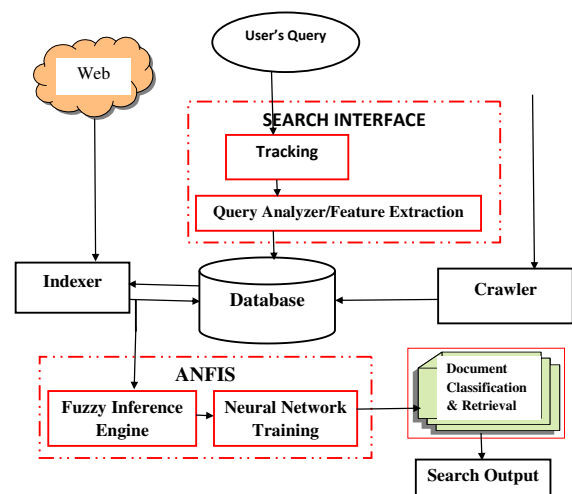 User's Query
Web
SEARCH INTERFACE
Tracking
Query Analyzer/Feature Extraction
Indexer
Database
Crawler
ANFIS
Fuzzy Inference
Engine
Neural Network
Training
Document
Classification
& Retrieval
Search Output